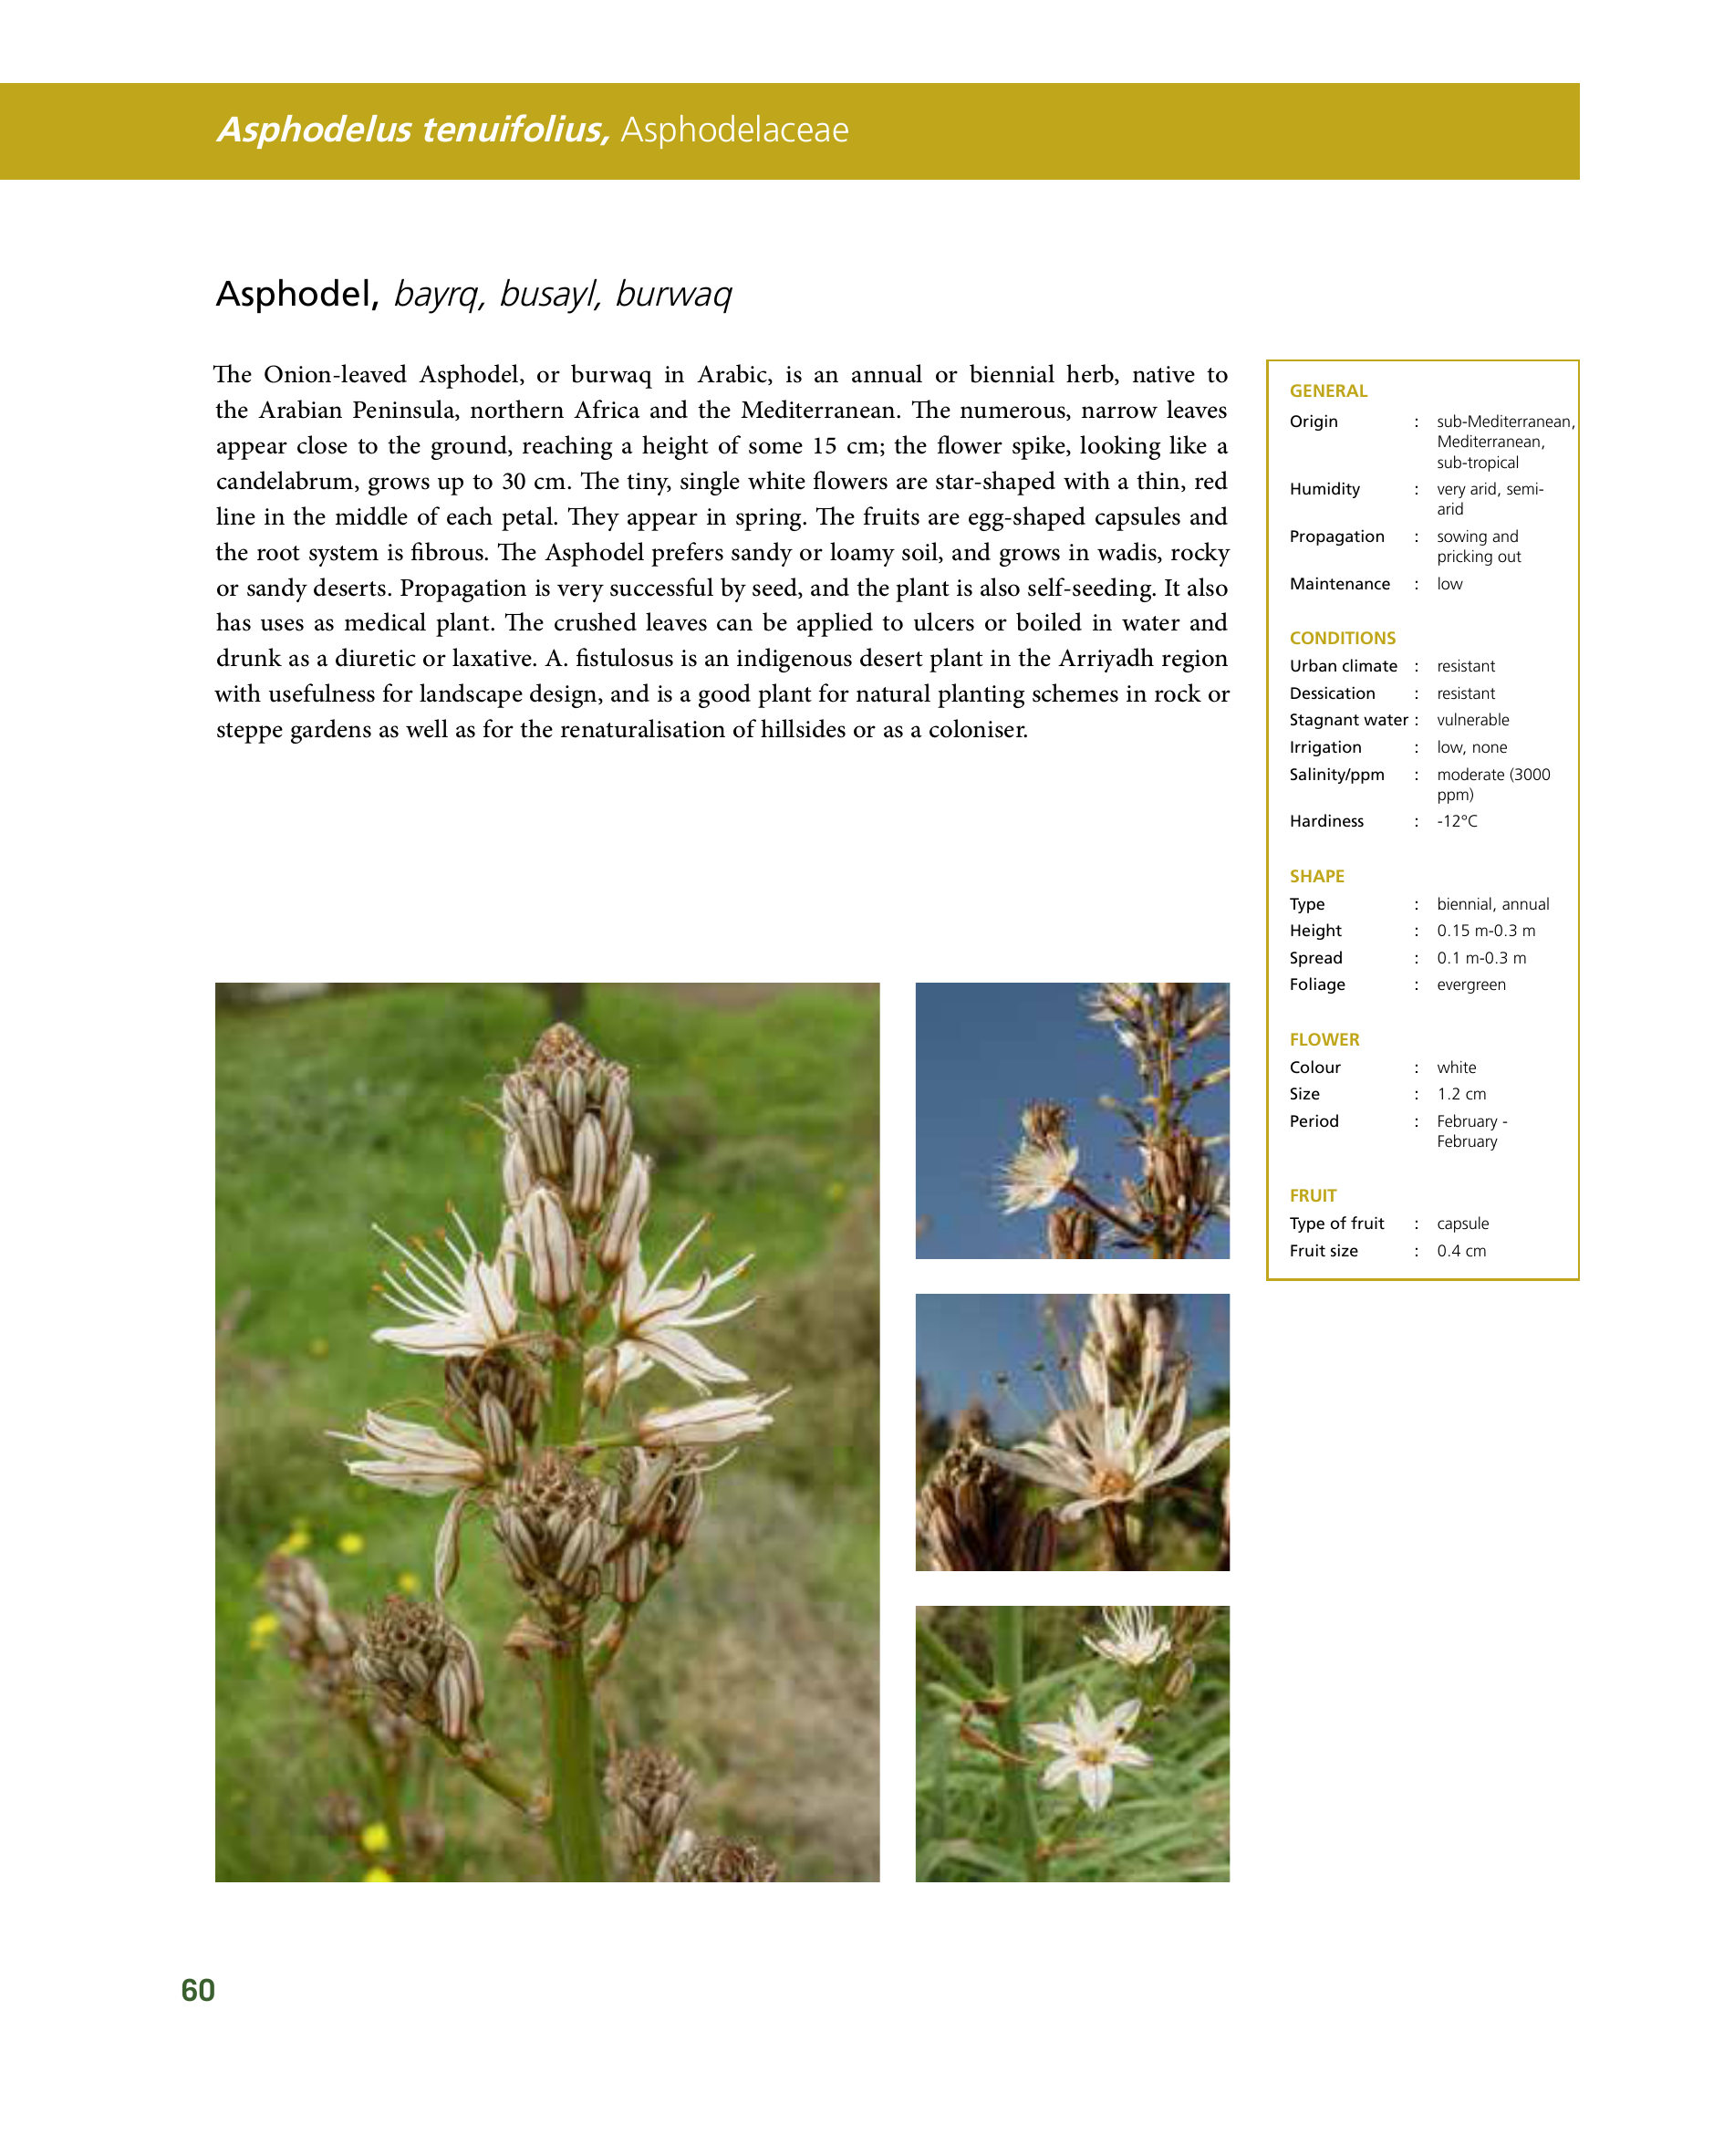 Asphodelus tenuifolius, Asphodelaceae
Asphodel, bayrq, busayl, burwaq
The Onion-leaved Asphodel, or burwaq in Arabic, is an annual or biennial herb, native to
the Arabian Peninsula, northern Africa and the Mediterranean. The numerous, narrow leaves
appear close to the ground, reaching a height of some 15 cm; the flower spike, looking like a
candelabrum, grows up to 30 cm. The tiny, single white flowers are star-shaped with a thin, red
line in the middle of each petal. They appear in spring. The fruits are egg-shaped capsules and
the root system is fibrous. The Asphodel prefers sandy or loamy soil, and grows in wadis, rocky
or sandy deserts. Propagation is very successful by seed, and the plant is also self-seeding. It also
has uses as medical plant. The crushed leaves can be applied to ulcers or boiled in water and
drunk as a diuretic or laxative. A. fistulosus is an indigenous desert plant in the Arriyadh region
with usefulness for landscape design, and is a good plant for natural planting schemes in rock or
steppe gardens as well as for the renaturalisation of hillsides or as a coloniser.
GENERAL
Origin : sub-Mediterranean,
Mediterranean,
sub-tropical
Humidity : very arid, semi-
arid
Propagation : sowing and
pricking out
Maintenance : low
CONDITIONS
Urban climate : resistant
Dessication : resistant
Stagnant water : vulnerable
Irrigation : low, none
Salinity/ppm : moderate (3000
ppm)
Hardiness : -12°C
SHAPE
Type : biennial, annual
Height : 0.15 m-0.3 m
Spread : 0.1 m-0.3 m
Foliage : evergreen
FLOWER
Colour : white
Size : 1.2 cm
Period : February -
February
FRUIT
Type of fruit : capsule
Fruit size : 0.4 cm
60